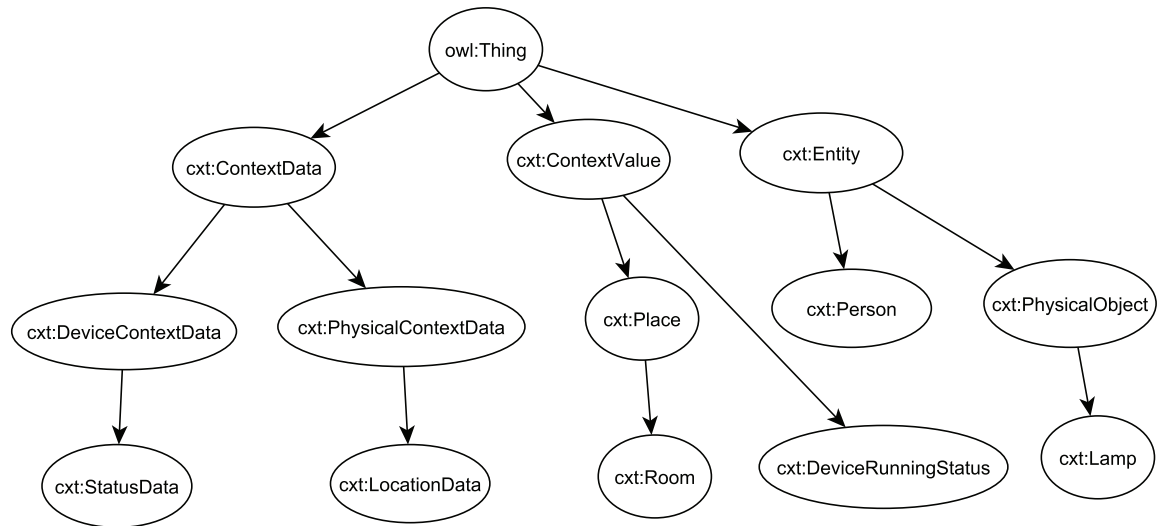 owl:Thing
cxt:ContextData
cxt:ContextValue
cxt:Entity
cxt:DeviceContextData
cxt:PhysicalContextData
cxt:Place
cxt:Person
cxt:PhysicalObject
cxt:StatusData
cxt:LocationData
cxt:Room
cxt:DeviceRunningStatus
cxt:Lamp